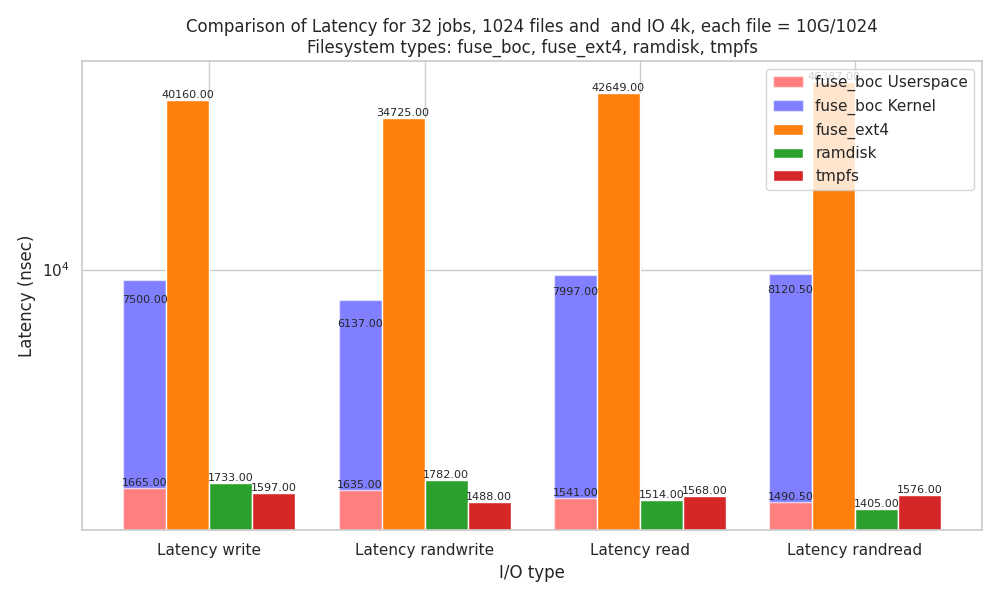 Comparison of Latency for 32 jobs, 1024 files and  and IO 4k, each file = 10G/1024
Filesystem types: fuse_boc, fuse_ext4, ramdisk, tmpfs
fuse_boc Userspace
fuse_boc Kernel
fuse_ext4
ramdisk
tmpfs
Latency (nsec)
10⁴
40160.00
34725.00
42649.00
46387.00
7500.00
6137.00
7997.00
8120.50
1665.00
1733.00
1597.00
1635.00
1782.00
1488.00
1541.00
1514.00
1568.00
1490.50
1405.00
1576.00
Latency write
Latency randwrite
Latency read
Latency randread
I/O type